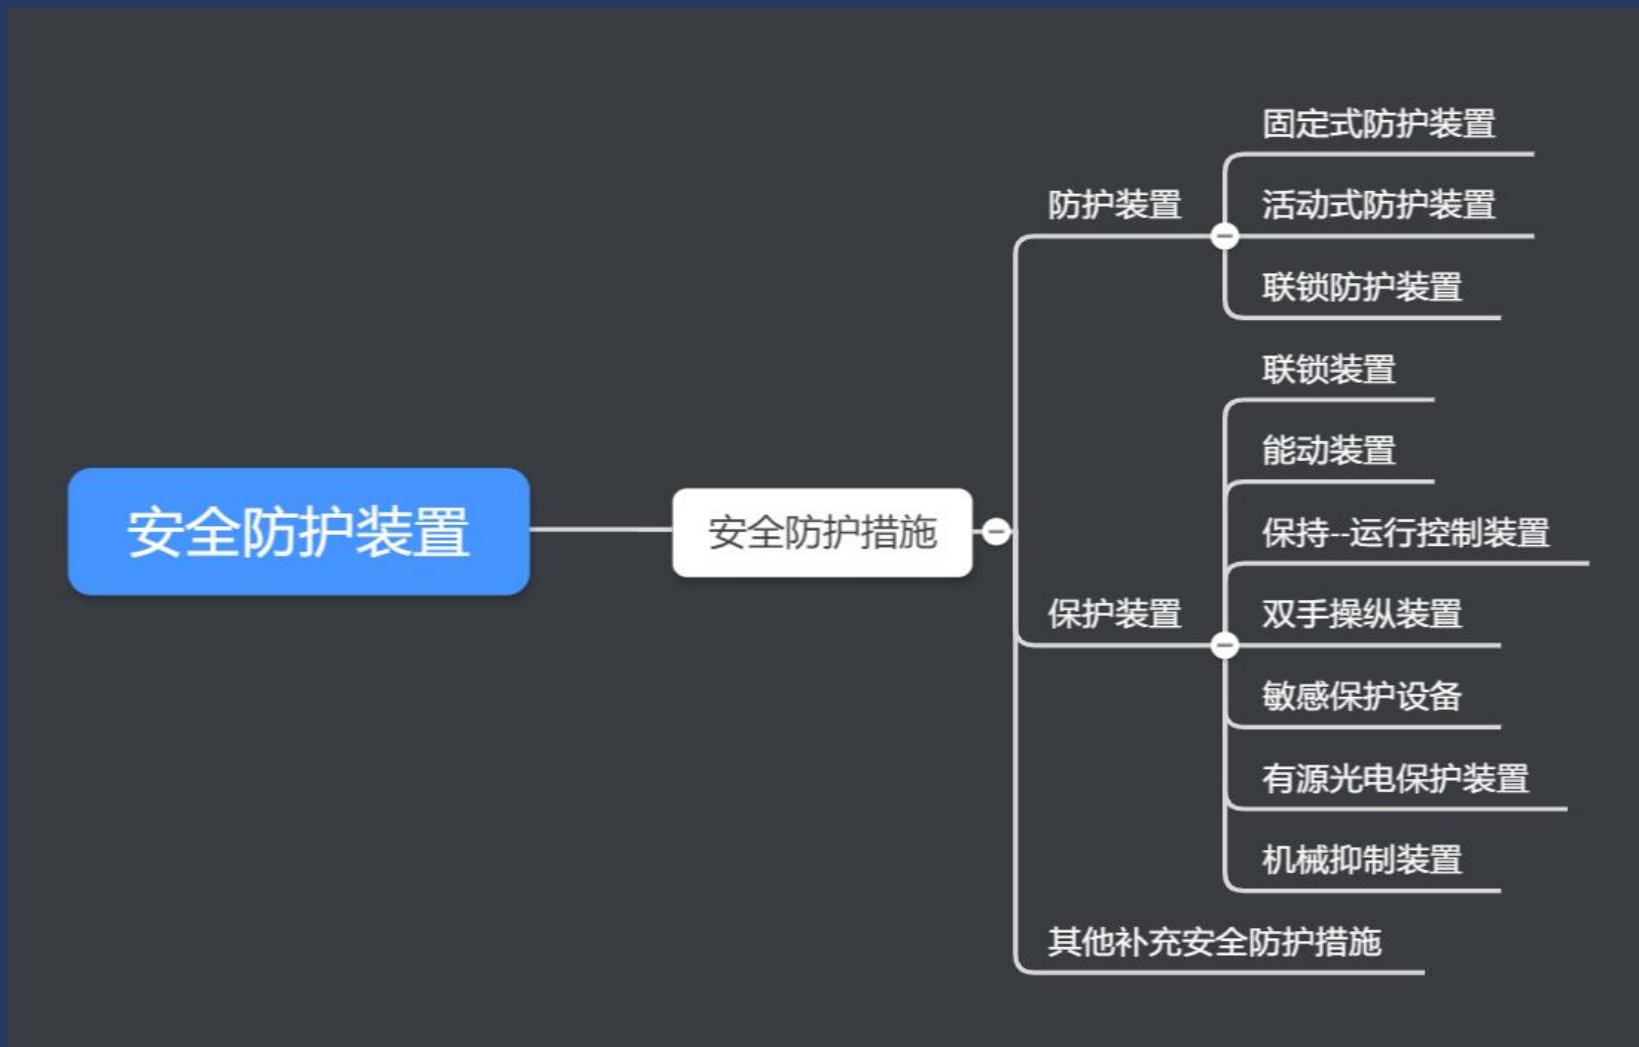 安全防护装置
安全防护措施
防护装置
固定式防护装置
活动式防护装置
联锁防护装置
保护装置
联锁装置
能动装置
保持--运行控制装置
双手操纵装置
敏感保护设备
有源光电保护装置
机械抑制装置
其他补充安全防护措施